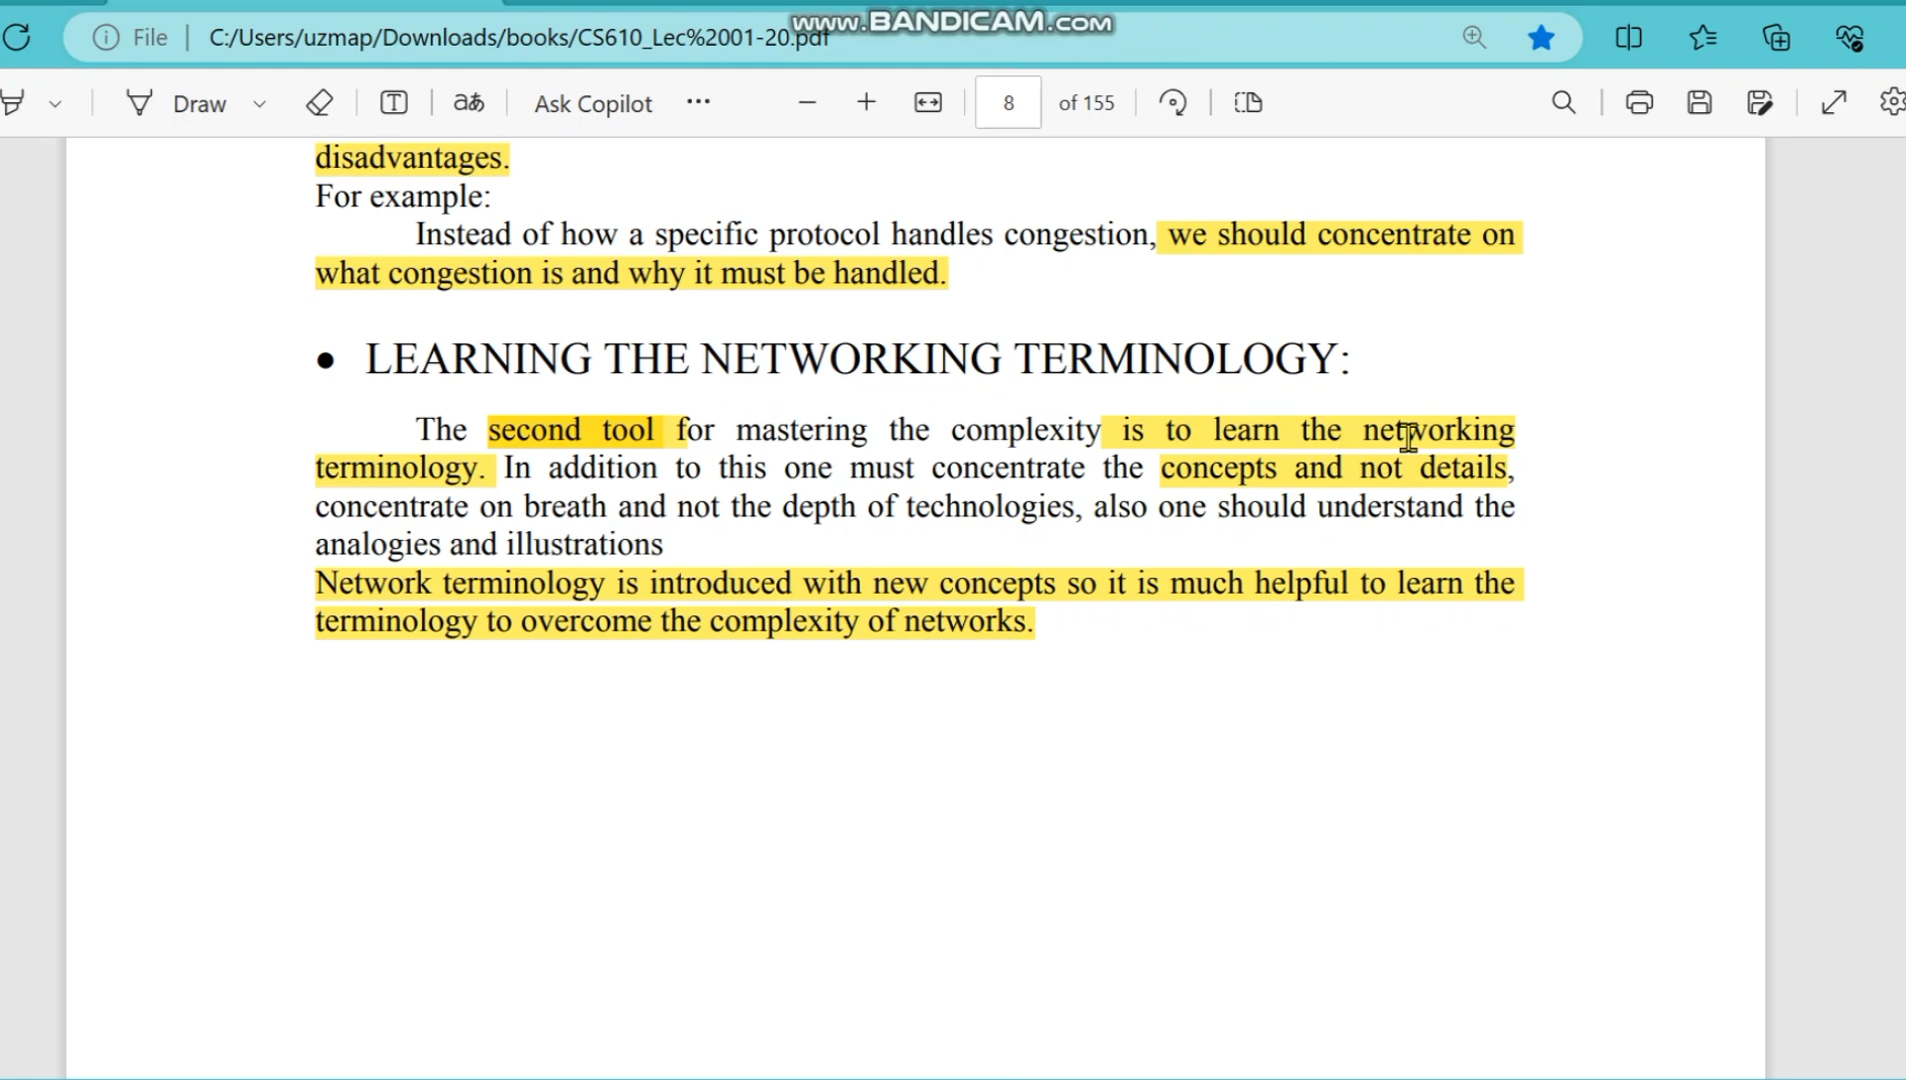 www.BANDICAM.com
File | C:/Users/uzmap/Downloads/books/CS610_Lec%2001-20.pdf
Draw aあ Ask Copilot 8 of 155
disadvantages.
For example:
Instead of how a specific protocol handles congestion, we should concentrate on
what congestion is and why it must be handled.
• LEARNING THE NETWORKING TERMINOLOGY:
The second tool for mastering the complexity is to learn the networking
terminology. In addition to this one must concentrate the concepts and not details,
concentrate on breath and not the depth of technologies, also one should understand the
analogies and illustrations
Network terminology is introduced with new concepts so it is much helpful to learn the
terminology to overcome the complexity of networks.